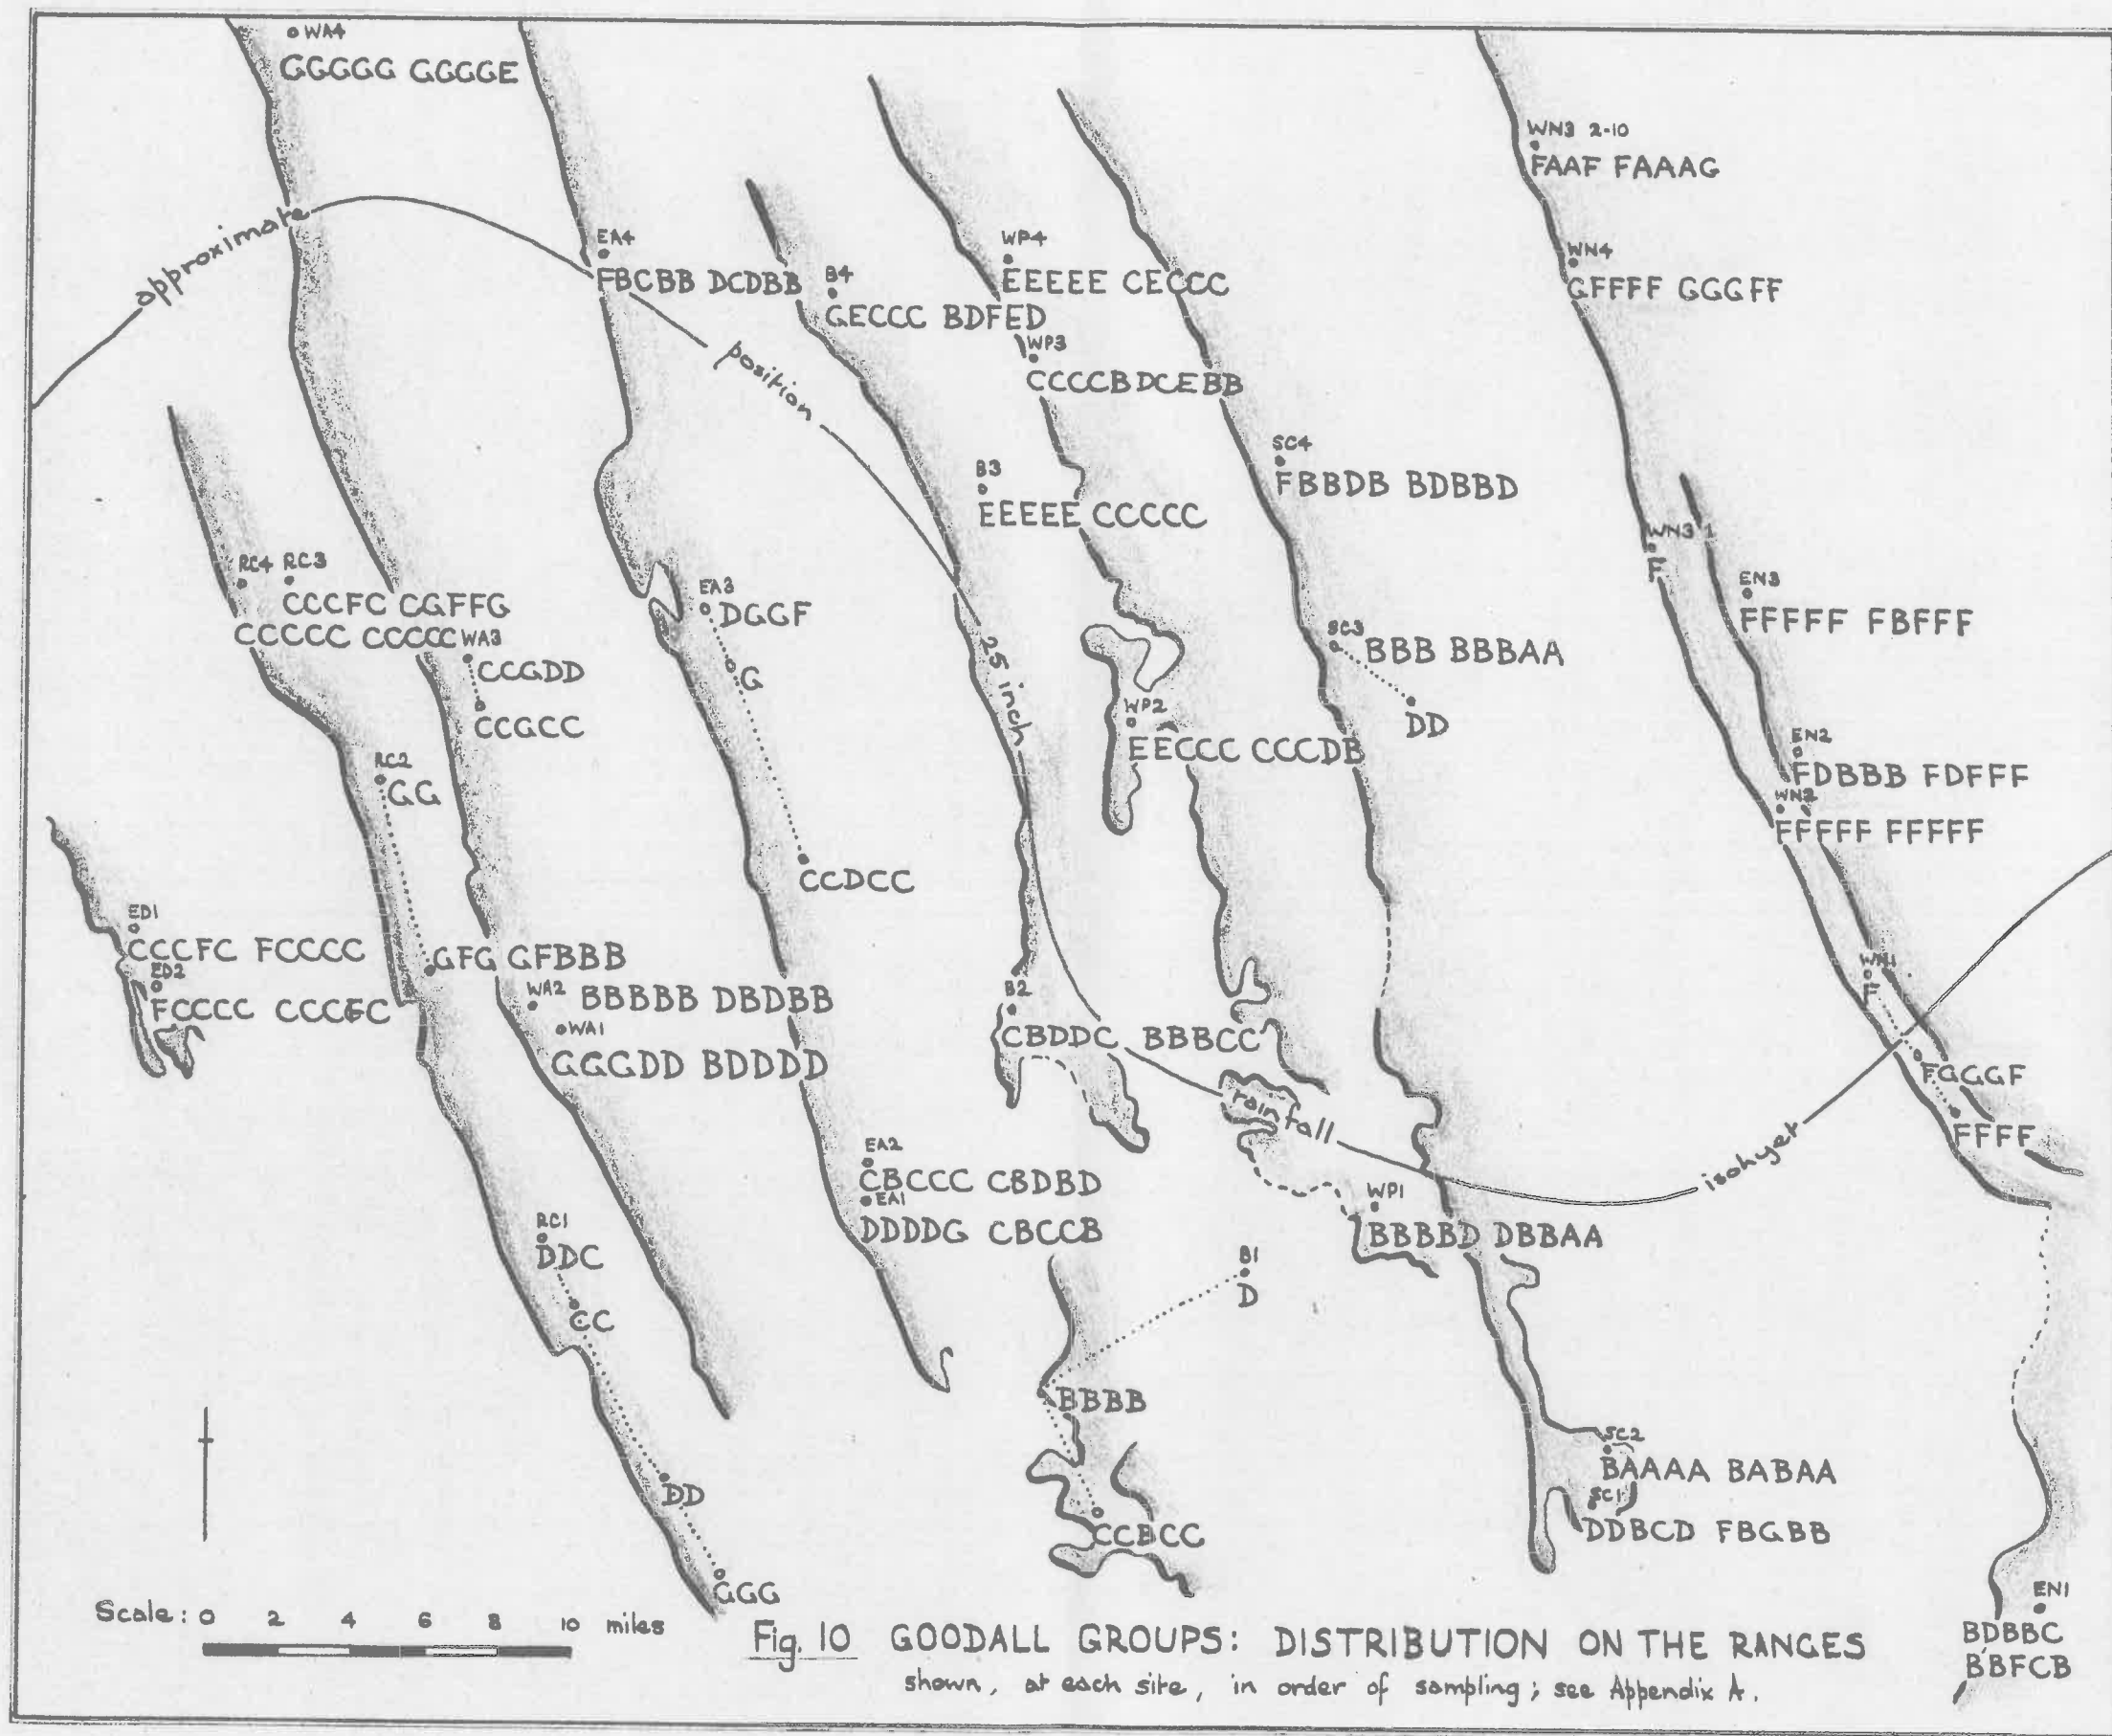 WA4
GGGGG GGGGE
WN3 2-10
FAAF FAAAG
approximate
EA4
FBCBB DCDBB
B4
GECCC BDFED
WP4
EEEEE CECCC
WN4
GFFFF GGGFF
WP3
CCCCBDCEBB
position
SC4
FBBDB BDBBD
B3
EEEEE CCCCC
WN3 1
F
RC4 RC3
CCCFC CGFFG
CCCCC CCCCC
WA3
CCGDD
CCGCC
EA3
DGGF
G
CCDCC
25 inch
EN3
FFFFF FBFFF
SC3
BBB BBBAA
DD
WP2
EECCC CCCDB
EN2
FDBBB FDFFF
WN2
FFFFF FFFFF
RC2
GG
GFG GFBBB
ED1
CCCFC FCCCC
ED2
FCCCC CCCFC
WA2
BBBBB DBDBB
WA1
GGGDD BDDDD
B2
CBDDC BBBCC
WN1
F
FGGGF
FFFF
rainfall
isohyet
EA2
CBCCC CBDBD
EA1
DDDDG CBCCB
WP1
BBBBD DBBAA
RC1
DDC
CC
DD
GGG
B1
D
BBBB
CCBCC
SC2
BAAAA BABAA
SC1
DDBCD FBGBB
EN1
BDBBC
BBFCB
Scale: 0 2 4 6 8 10 miles
Fig. 10 GOODALL GROUPS: DISTRIBUTION ON THE RANGES
shown, at each site, in order of sampling; see Appendix A.